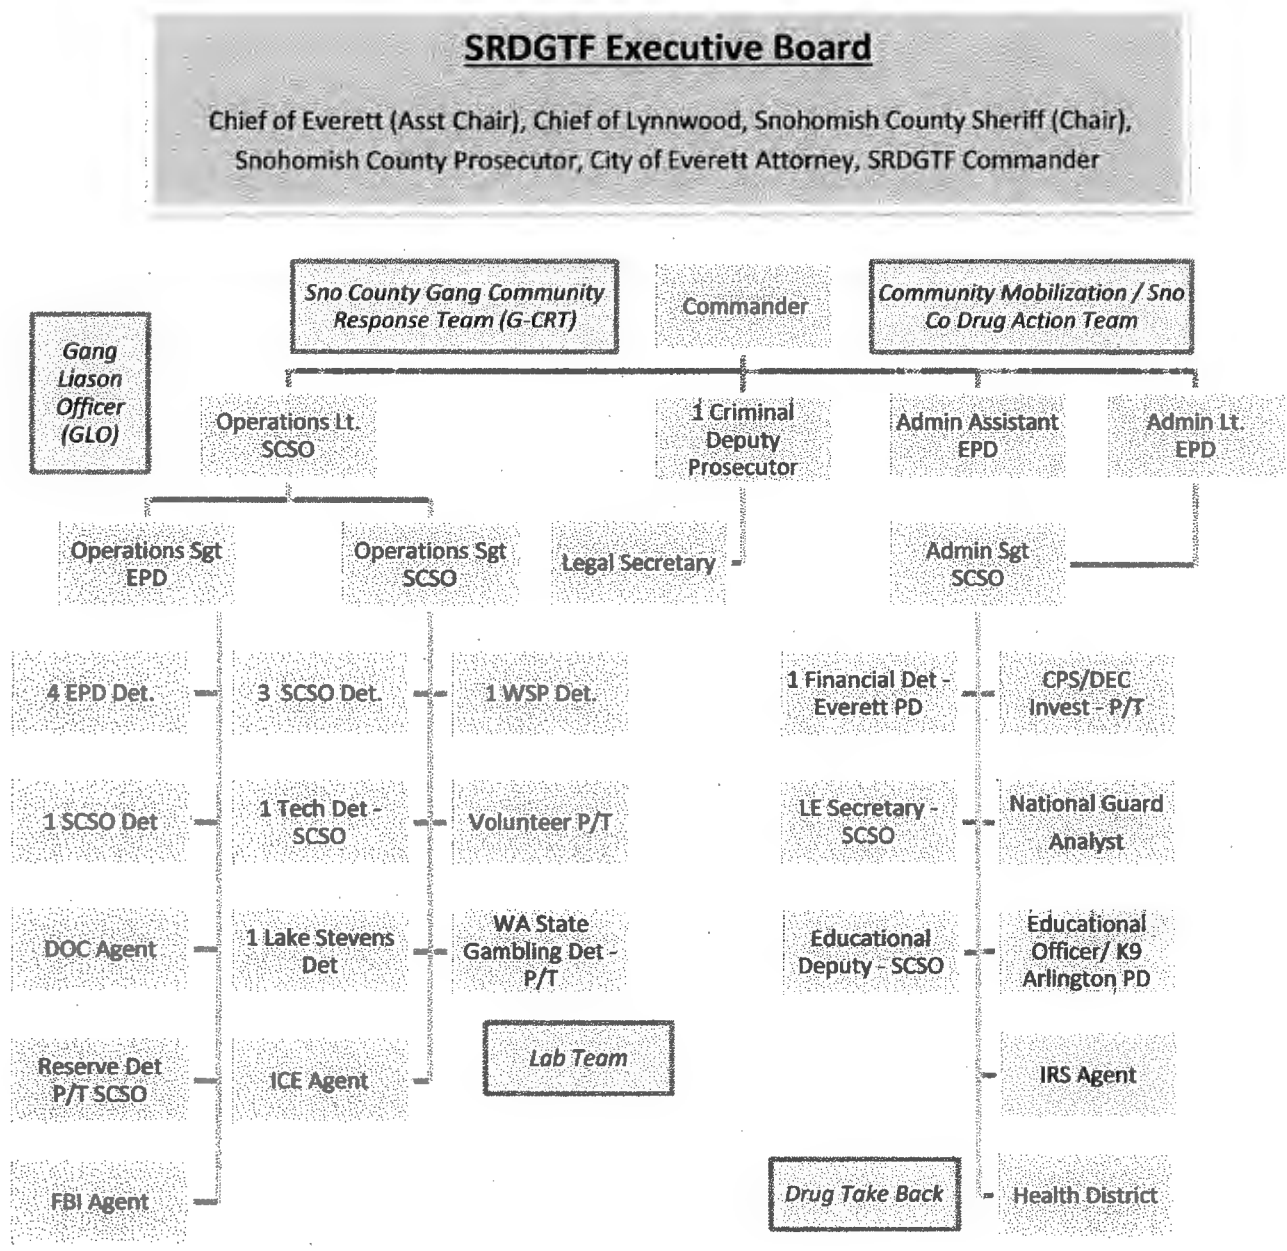 SRDGTF Executive Board
Chief of Everett (Asst Chair), Chief of Lynnwood, Snohomish County Sheriff (Chair),
Snohomish County Prosecutor, City of Everett Attorney, SRDGTF Commander
Sno County Gang Community
Response Team (G-CRT)
Commander
Community Mobilization / Sno
Co Drug Action Team
Gang
Liason
Officer
(GLO)
Operations Lt.
SCSO
1 Criminal
Deputy
Prosecutor
Admin Assistant
EPD
Admin Lt.
EPD
Operations Sgt
EPD
Operations Sgt
SCSO
Legal Secretary
Admin Sgt
SCSO
4 EPD Det.
3 SCSO Det.
1 WSP Det.
1 Financial Det -
Everett PD
CPS/DEC
Invest - P/T
1 SCSO Det
1 Tech Det -
SCSO
Volunteer P/T
LE Secretary -
SCSO
National Guard
Analyst
DOC Agent
1 Lake Stevens
Det
WA State
Gambling Det -
P/T
Educational
Deputy - SCSO
Educational
Officer/ K9
Arlington PD
Reserve Det
P/T SCSO
ICE Agent
Lab Team
IRS Agent
FBI Agent
Drug Take Back
Health District